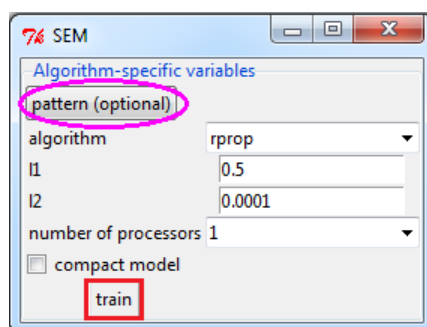 SEM
Algorithm-specific variables
pattern (optional)
algorithm rprop
l1 0.5
l2 0.0001
number of processors 1
compact model
train